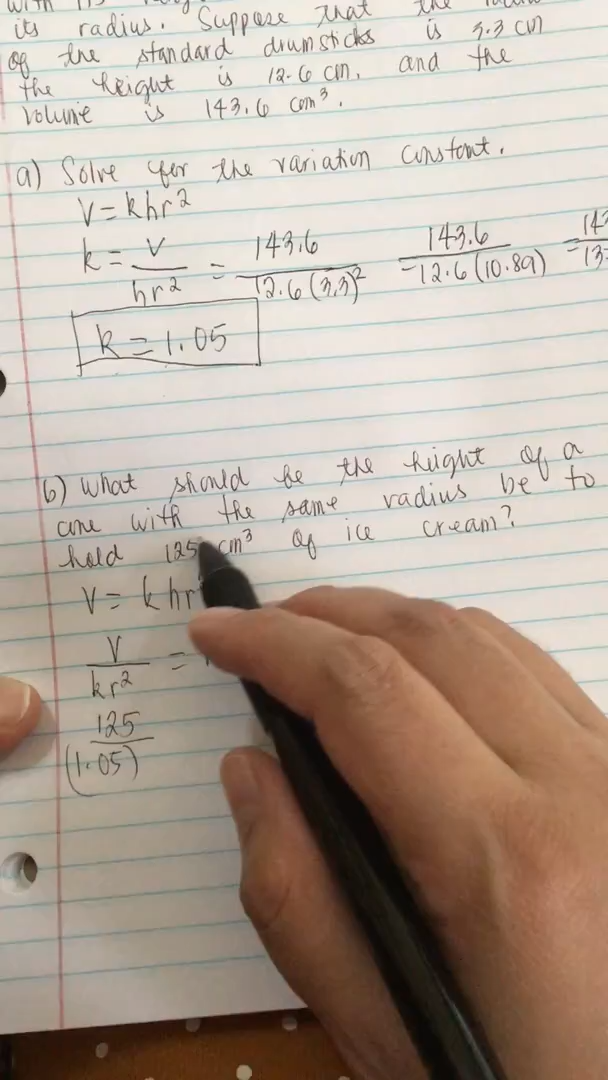 its radius. Suppose that the
of the standard drumsticks is 3.3 cm
the height is 12.6 cm, and the
volume is 143.6 cm³.
a) Solve for the variation constant.
V = khr²
k = V/hr² = 143.6/12.6(3.3)² = 143.6/12.6(10.89) =
k = 1.05
b) What should be the height of a
cone with the same radius be to
hold 125 cm³ of ice cream?
V = khr
V/kr² =
125/(1.05)